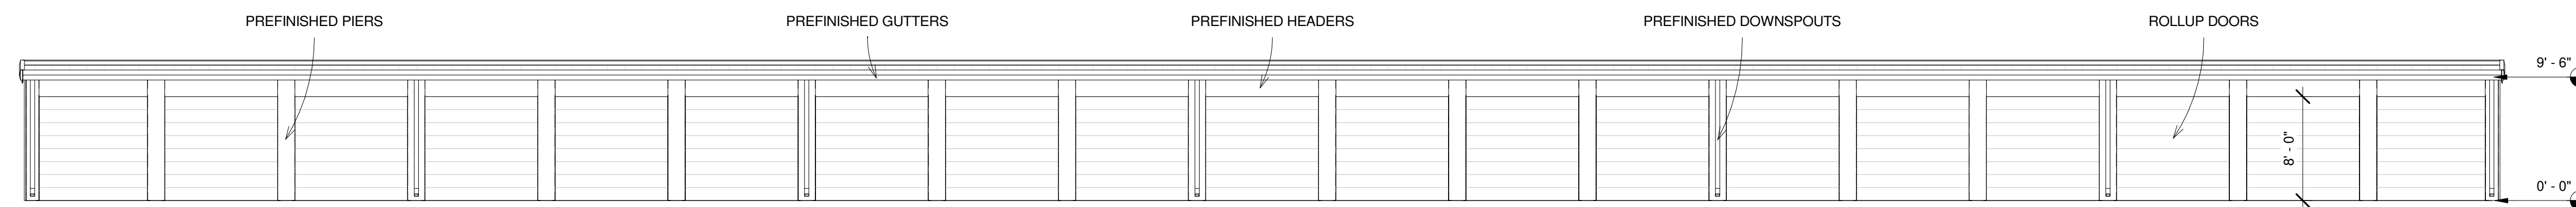 PREFINISHED PIERS
PREFINISHED GUTTERS
PREFINISHED HEADERS
PREFINISHED DOWNSPOUTS
ROLLUP DOORS
9' - 6"
8' - 0"
0' - 0"